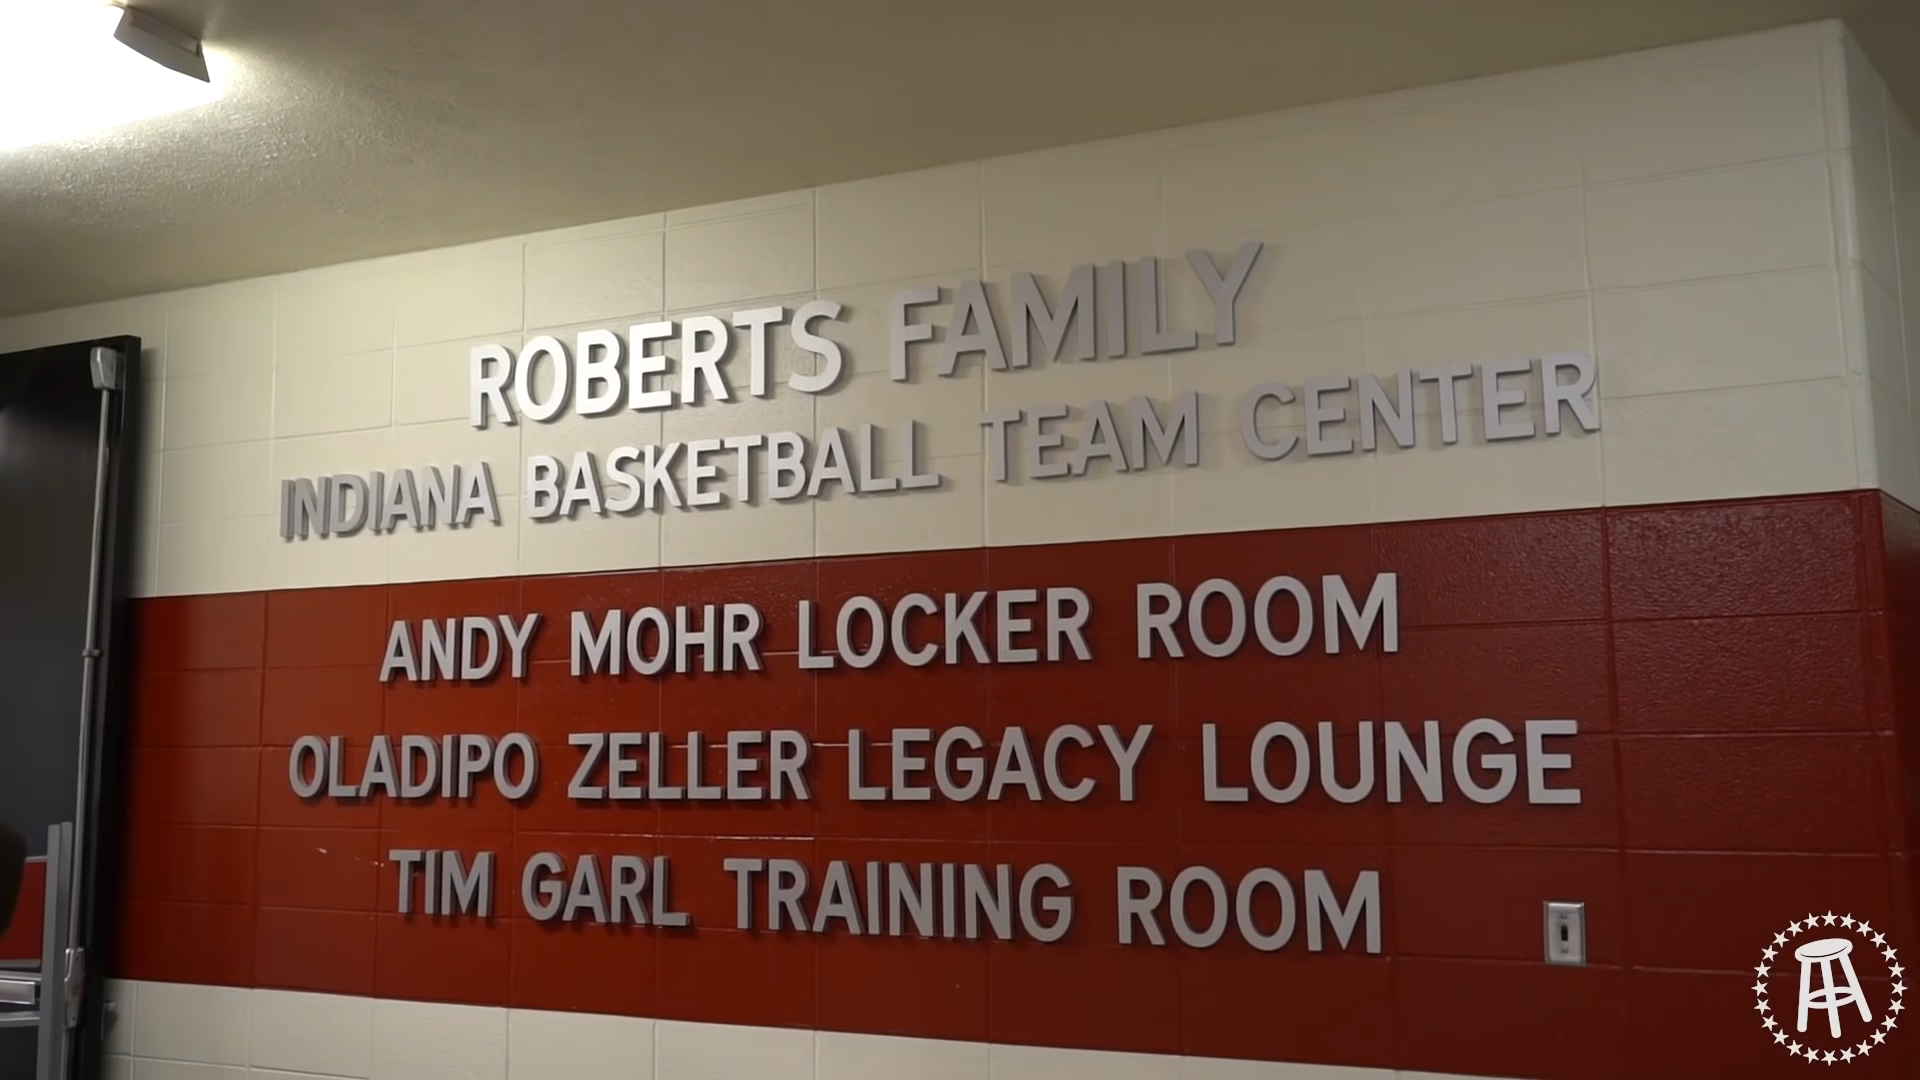 ROBERTS FAMILY
INDIANA BASKETBALL TEAM CENTER
ANDY MOHR LOCKER ROOM
OLADIPO ZELLER LEGACY LOUNGE
TIM GARL TRAINING ROOM